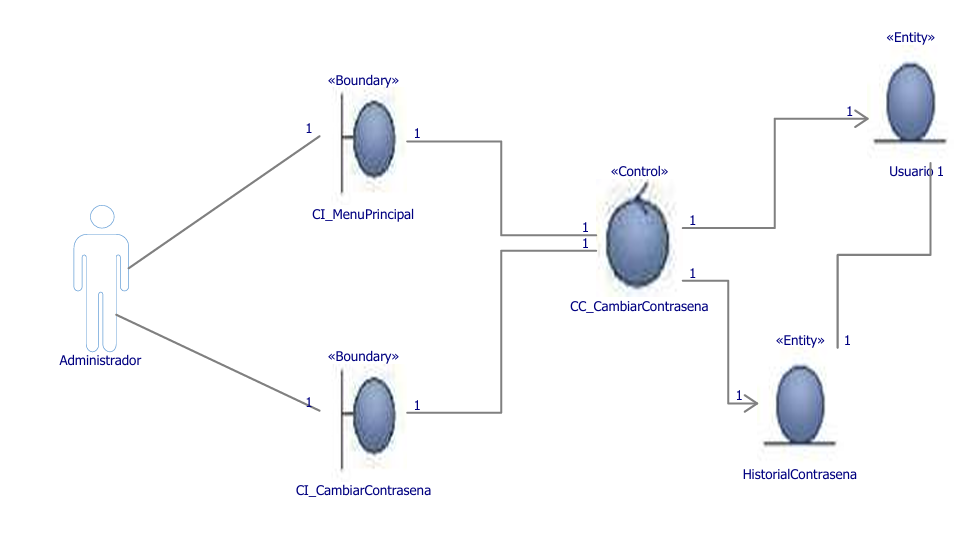 «Entity»
«Boundary»
1
1
1
«Control»
Usuario 1
CI_MenuPrincipal
1
1
1
1
CC_CambiarContrasena
«Entity»
1
«Boundary»
Administrador
1
1
1
HistorialContrasena
CI_CambiarContrasena